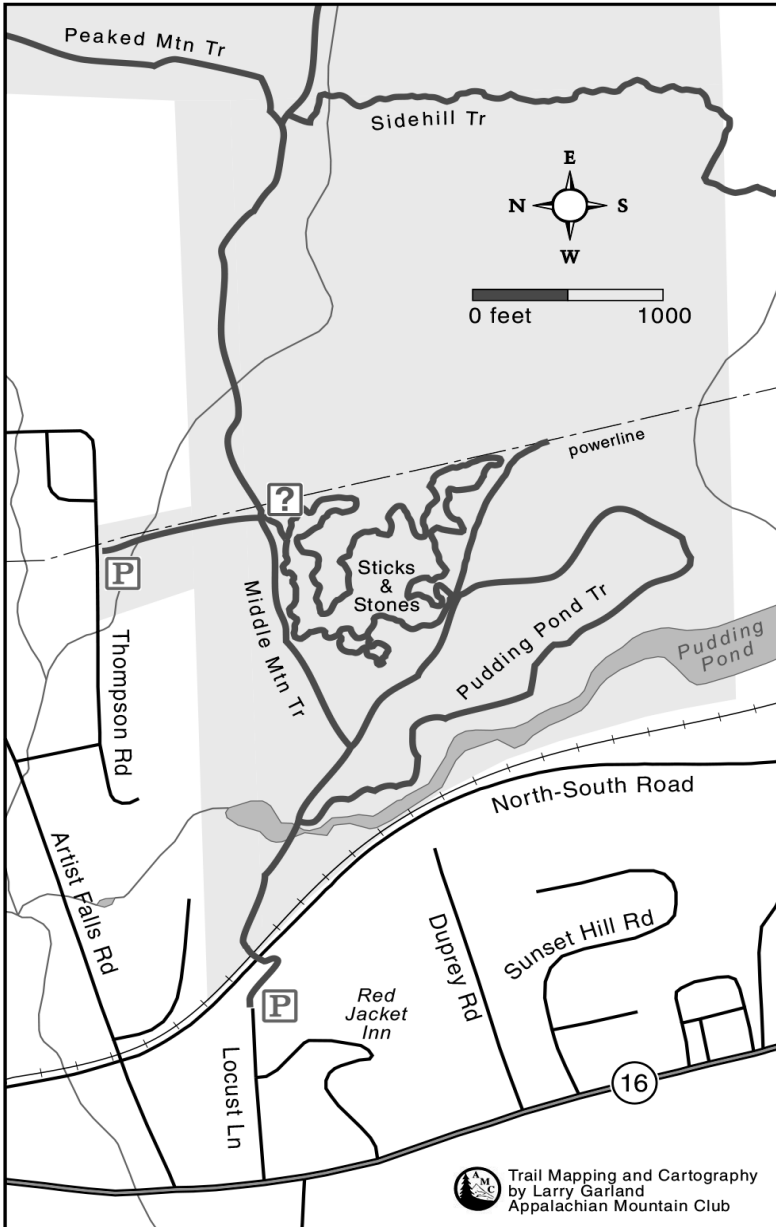 Peaked Mtn Tr
Sidehill Tr
E
N
S
W
0 feet
1000
powerline
?
Sticks
&
Stones
P
Middle Mtn Tr
Pudding Pond Tr
Pudding
Pond
Thompson Rd
North-South Road
Artist Falls Rd
Duprey Rd
Sunset Hill Rd
P
Red
Jacket
Inn
Locust Ln
16
AMC
Trail Mapping and Cartography
by Larry Garland
Appalachian Mountain Club